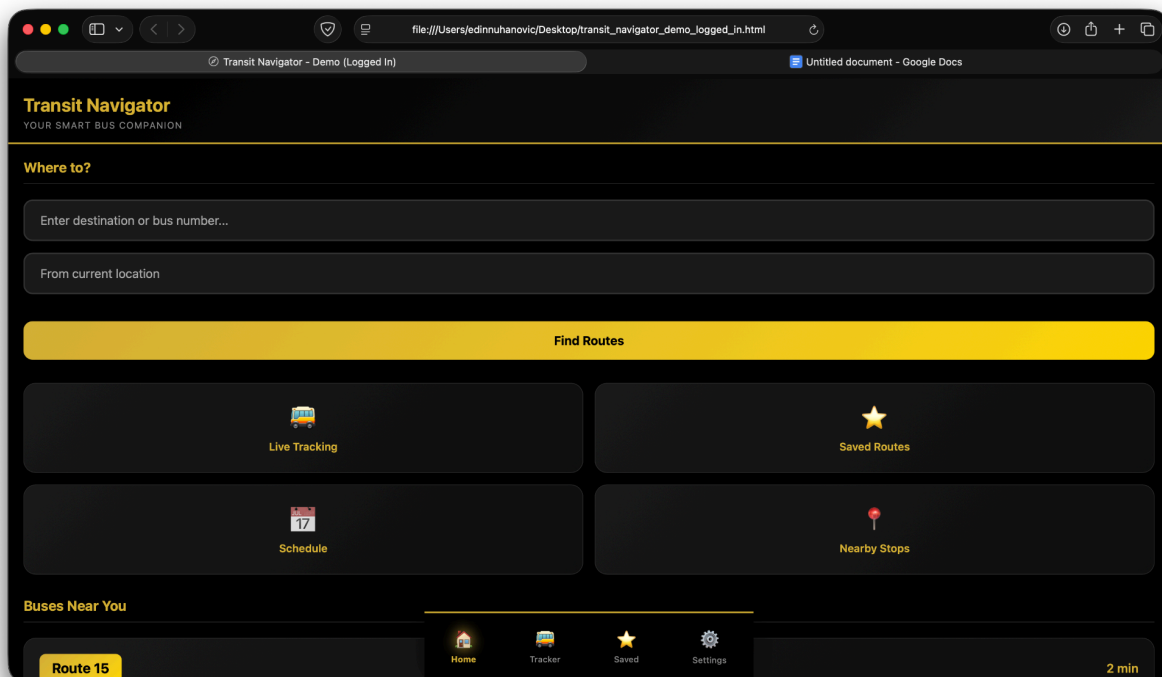 file:///Users/edinnuhanovic/Desktop/transit_navigator_demo_logged_in.html
Transit Navigator - Demo (Logged In)
Untitled document - Google Docs
Transit Navigator
YOUR SMART BUS COMPANION
Where to?
Enter destination or bus number...
From current location
Find Routes
Live Tracking
Saved Routes
JUL
17
Schedule
Nearby Stops
Buses Near You
Route 15
2 min
Home
Tracker
Saved
Settings